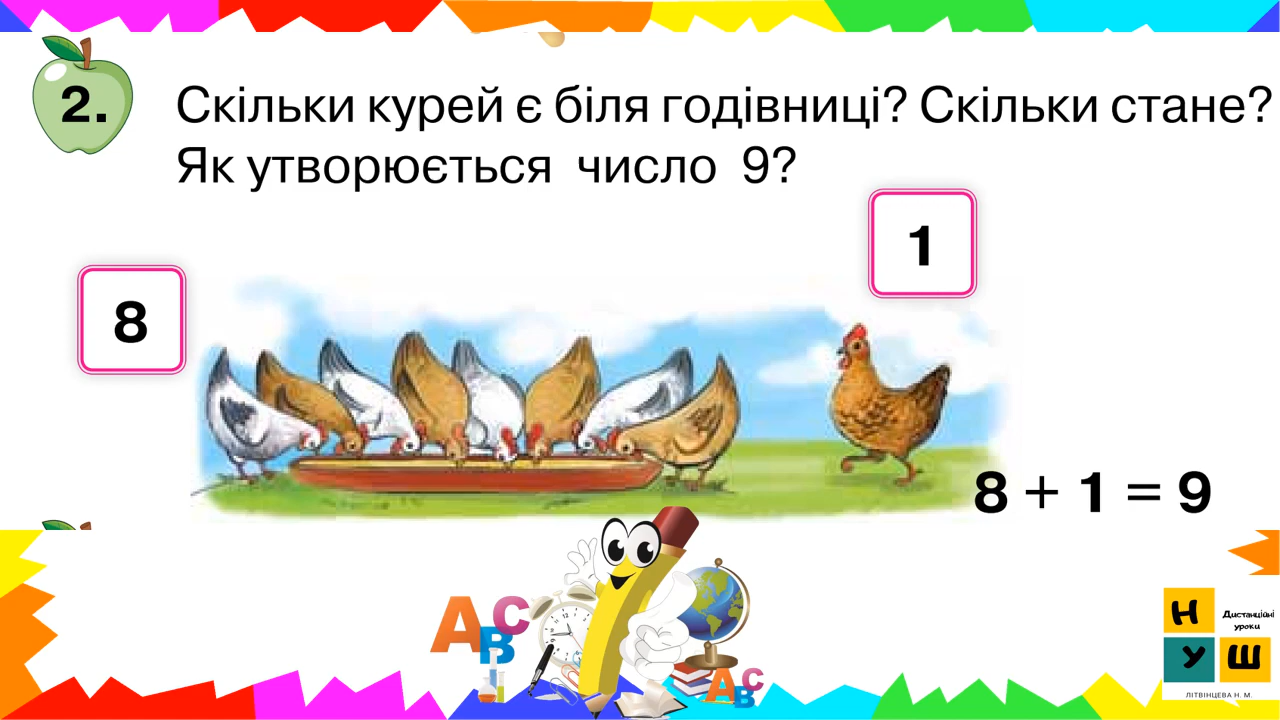 2.
Скільки курей є біля годівниці? Скільки стане?
Як утворюється число 9?
1
8
8 + 1 = 9
A B C
A B C
Н
У Ш
Дистанційні
уроки
ЛІТВІНЦЕВА Н. М.